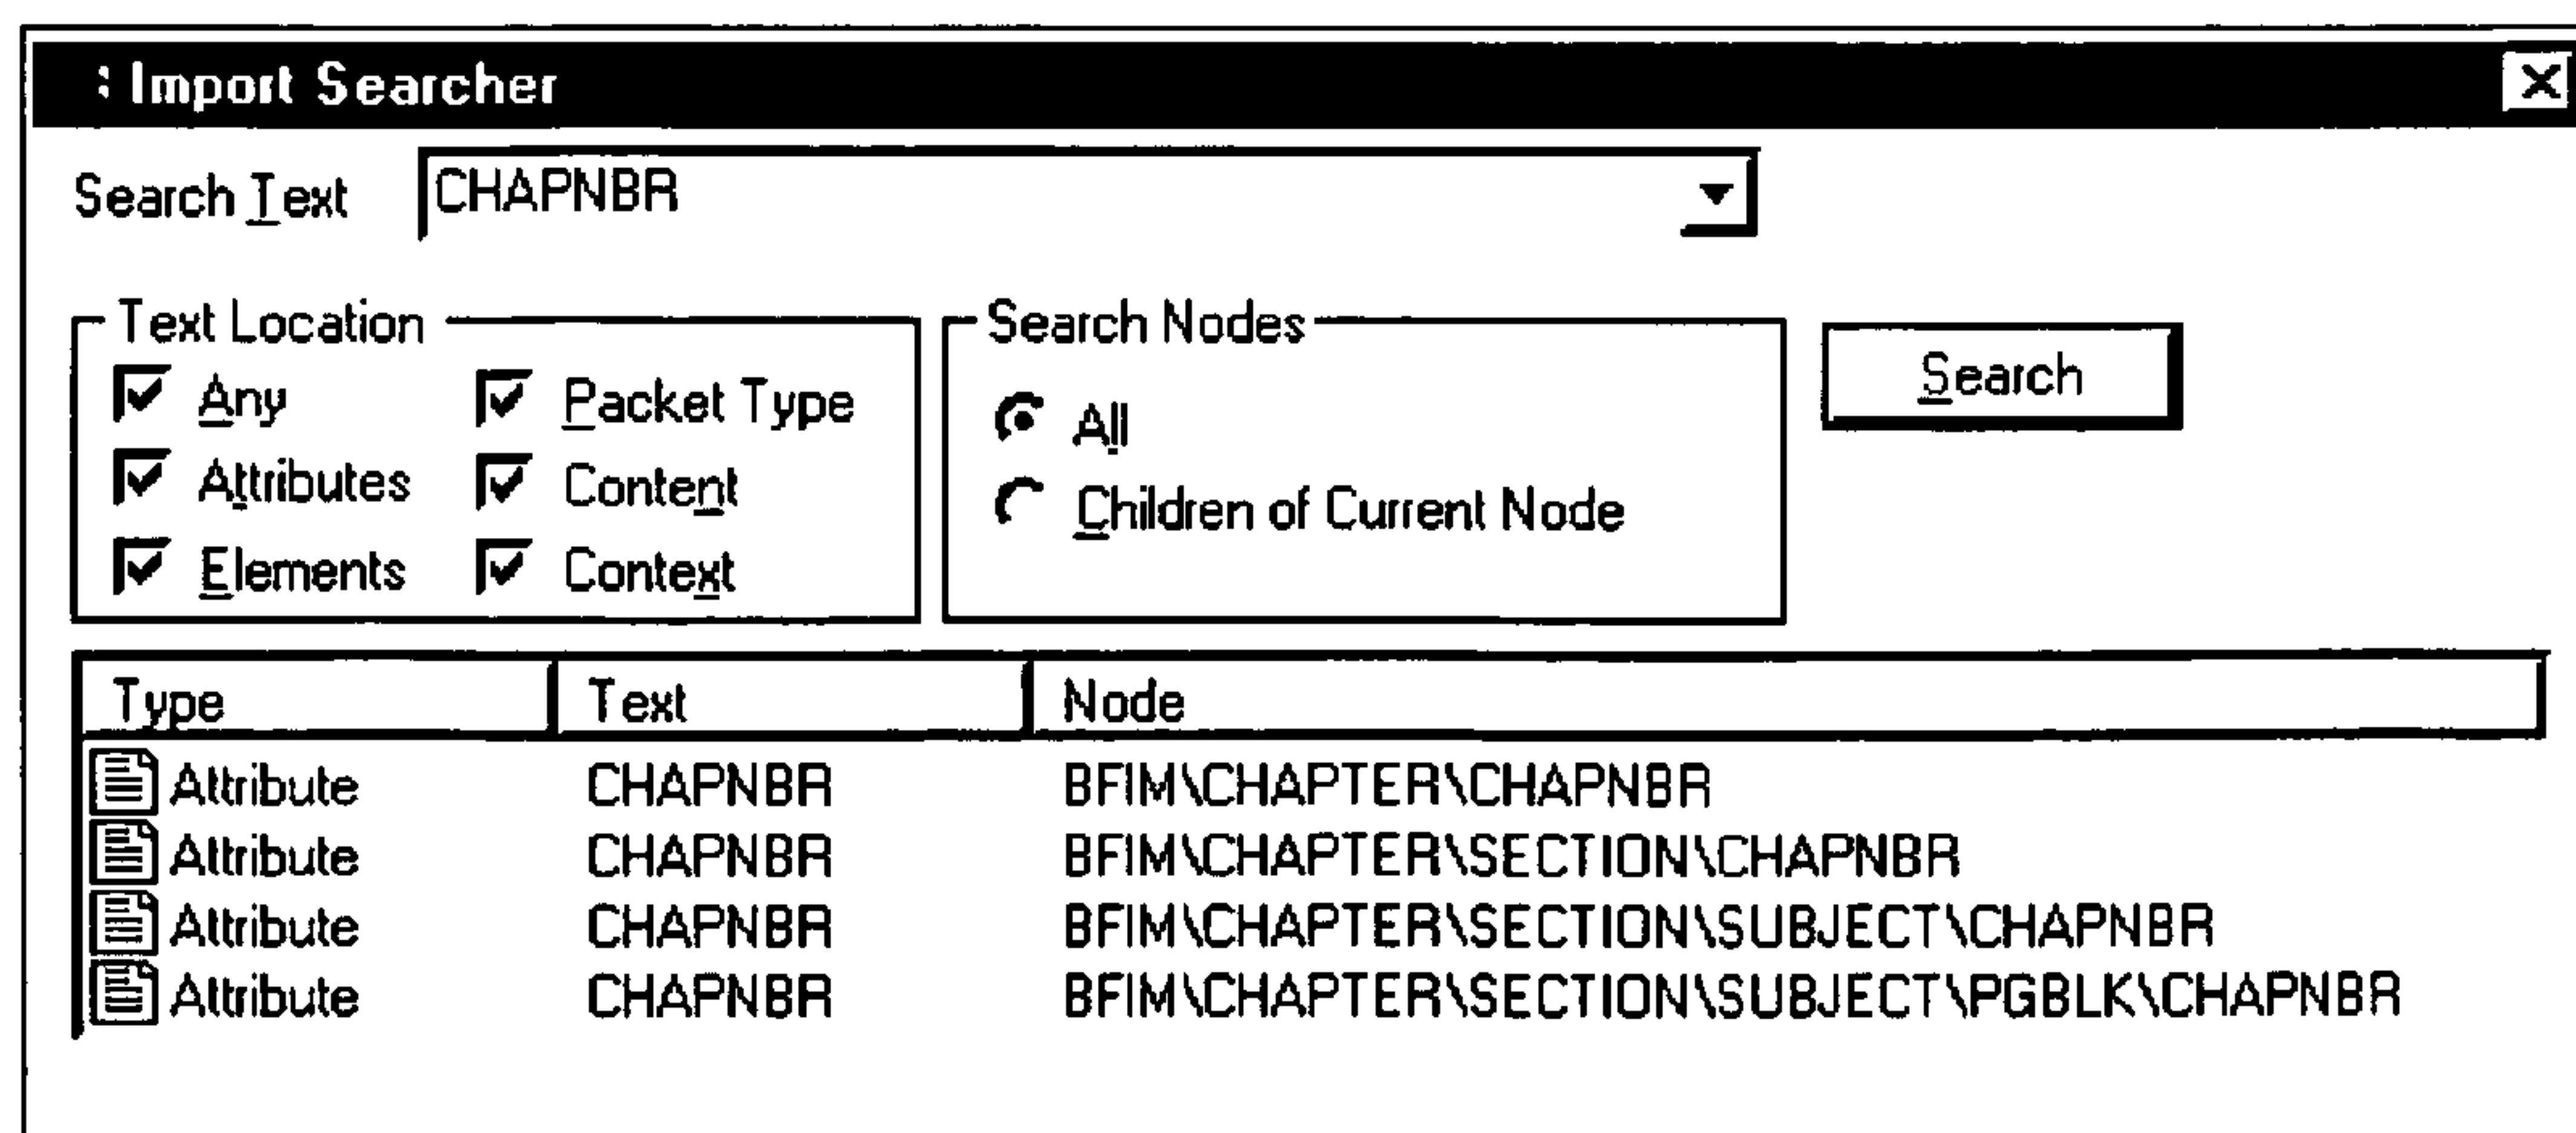 : Import Searcher
Search Text CHAPNBR
Text Location Search Nodes
Any Packet Type All Search
Attributes Content Children of Current Node
Elements Context
Type Text Node
Attribute CHAPNBR BFIM\CHAPTER\CHAPNBR
Attribute CHAPNBR BFIM\CHAPTER\SECTION\CHAPNBR
Attribute CHAPNBR BFIM\CHAPTER\SECTION\SUBJECT\CHAPNBR
Attribute CHAPNBR BFIM\CHAPTER\SECTION\SUBJECT\PGBLK\CHAPNBR